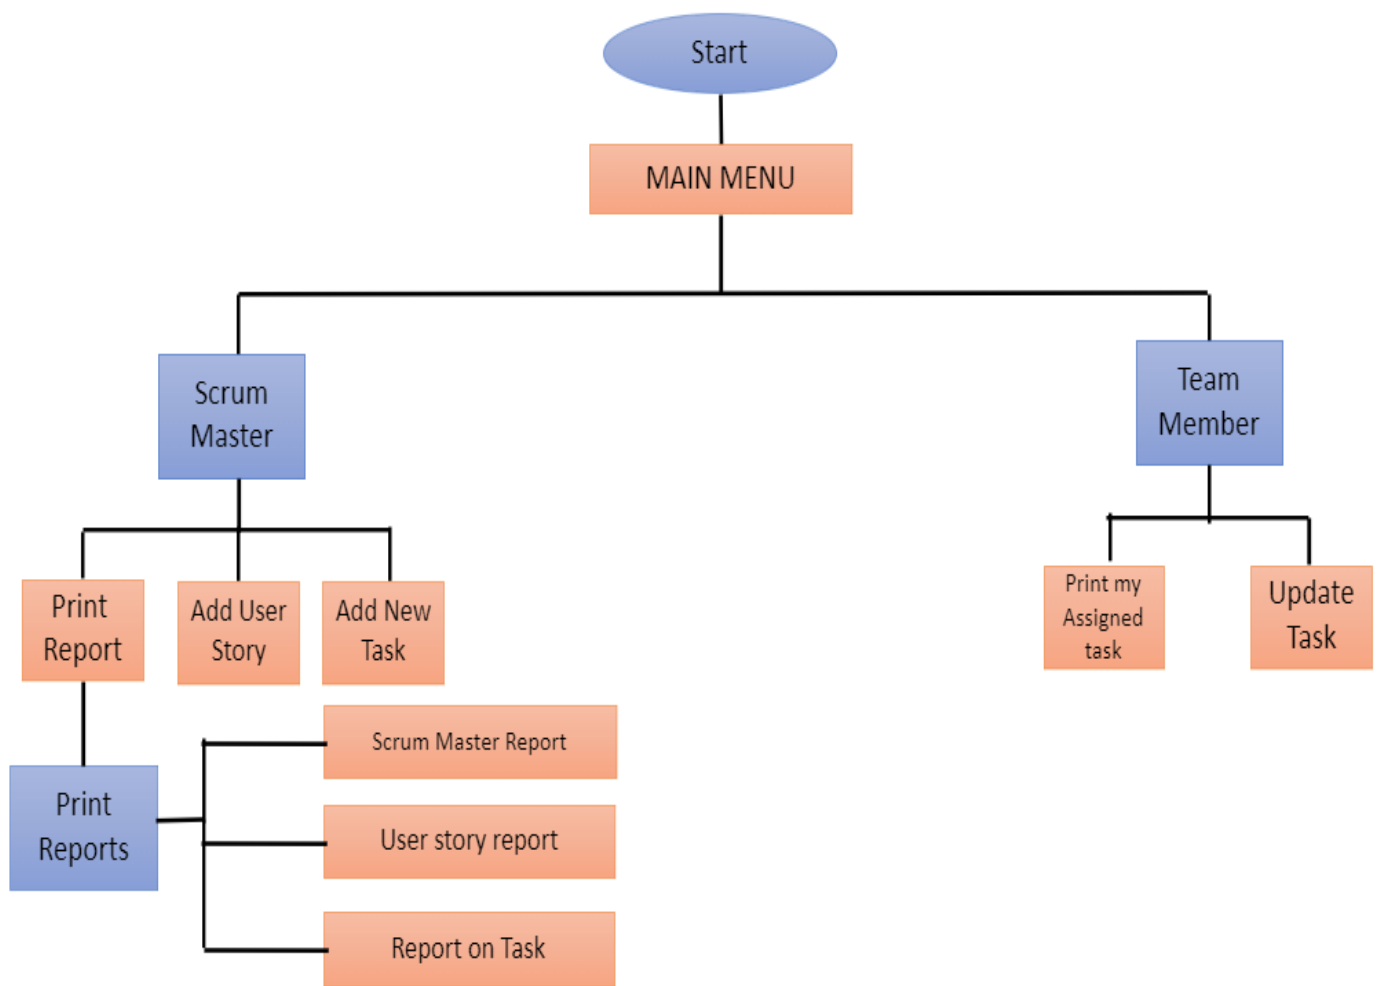 Start
MAIN MENU
Scrum
Master
Team
Member
Print
Report
Add User
Story
Add New
Task
Print my
Assigned
task
Update
Task
Print
Reports
Scrum Master Report
User story report
Report on Task